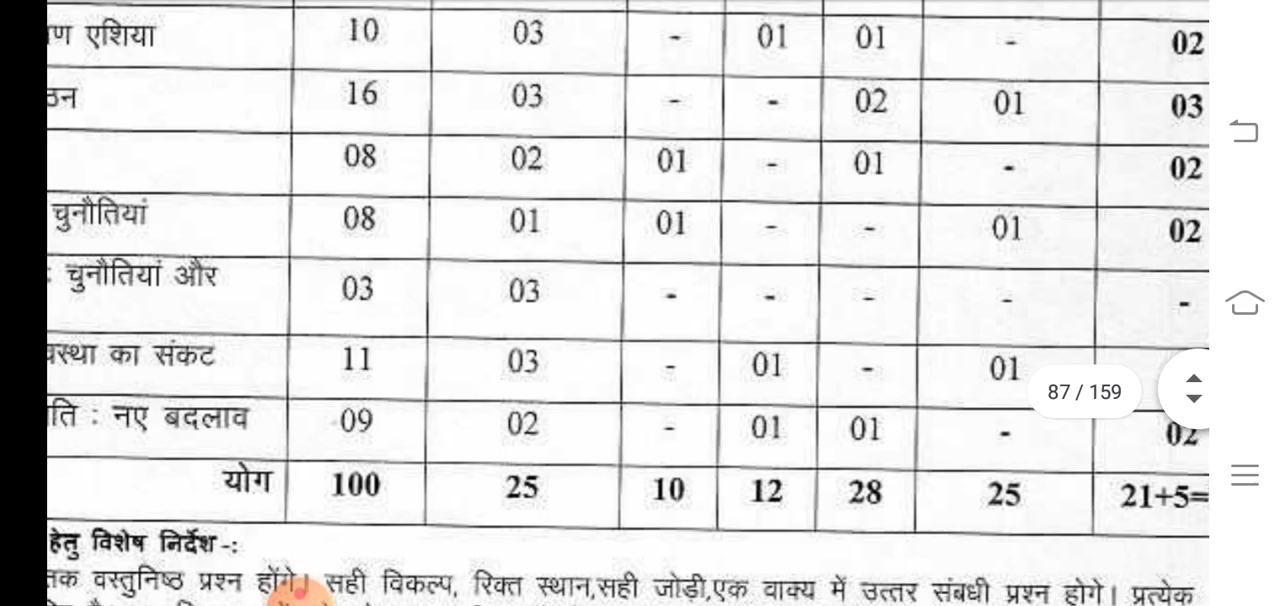 ण एशिया 10 03 - 01 01 - 02
ठन 16 03 - - 02 01 03
08 02 01 - 01 - 02
चुनौतियां 08 01 01 - - 01 02
: चुनौतियां और 03 03 - - - - -
वस्था का संकट 11 03 - 01 - 01
87 / 159
ति : नए बदलाव 09 02 - 01 01 - 02
योग 100 25 10 12 28 25 21+5=
हेतु विशेष निर्देश -:
तक वस्तुनिष्ठ प्रश्न होंगे। सही विकल्प, रिक्त स्थान,सही जोड़ी,एक वाक्य में उत्तर संबधी प्रश्न होगे। प्रत्येक